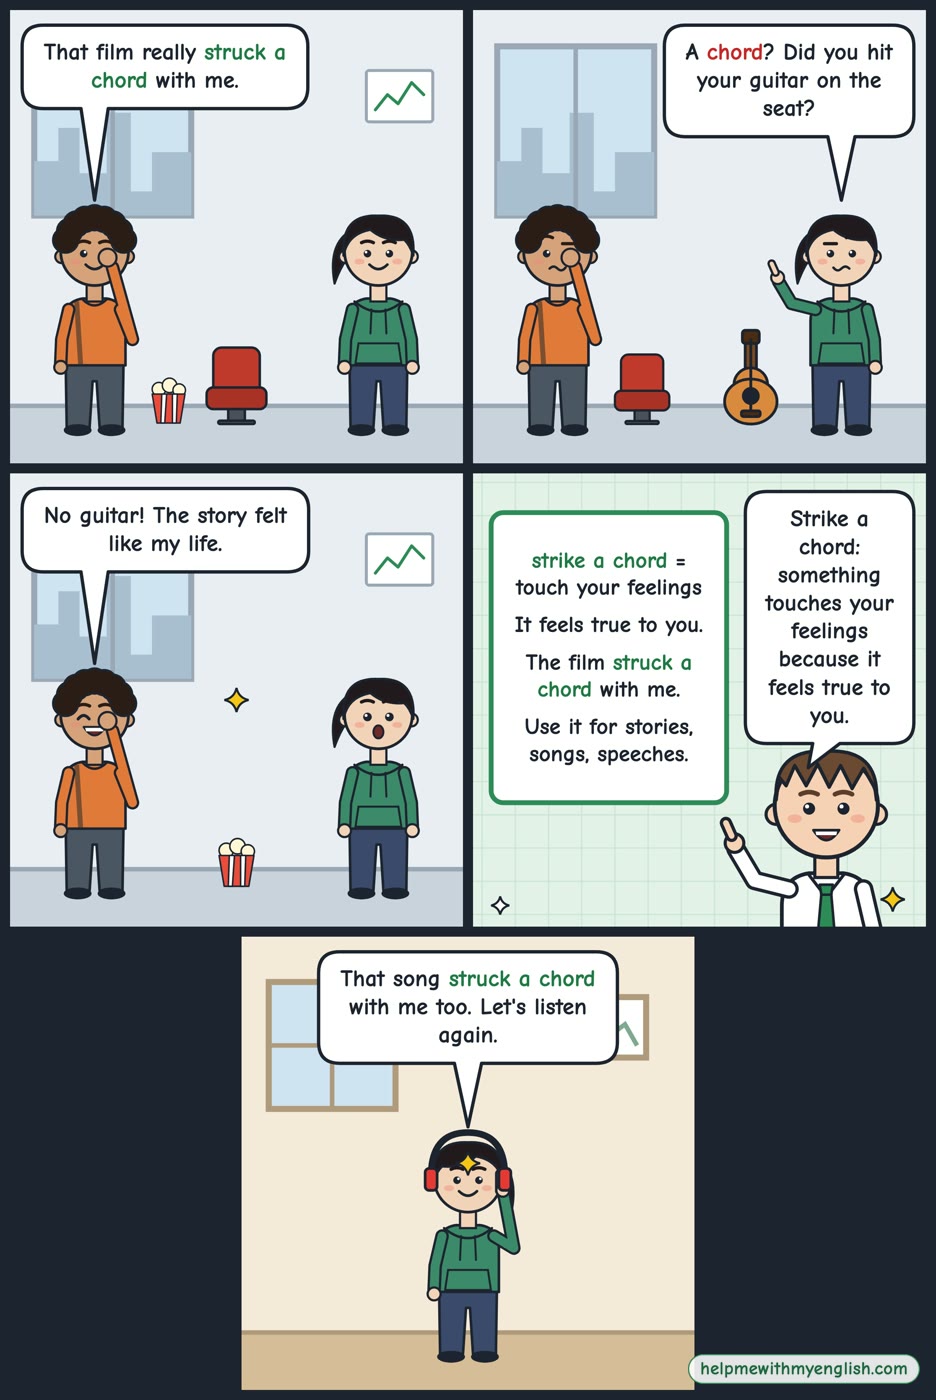 That film really struck a
chord with me.
A chord? Did you hit
your guitar on the
seat?
No guitar! The story felt
like my life.
strike a chord =
touch your feelings
It feels true to you.
The film struck a
chord with me.
Use it for stories,
songs, speeches.
Strike a
chord:
something
touches your
feelings
because it
feels true to
you.
That song struck a chord
with me too. Let's listen
again.
helpmewithmyenglish.com